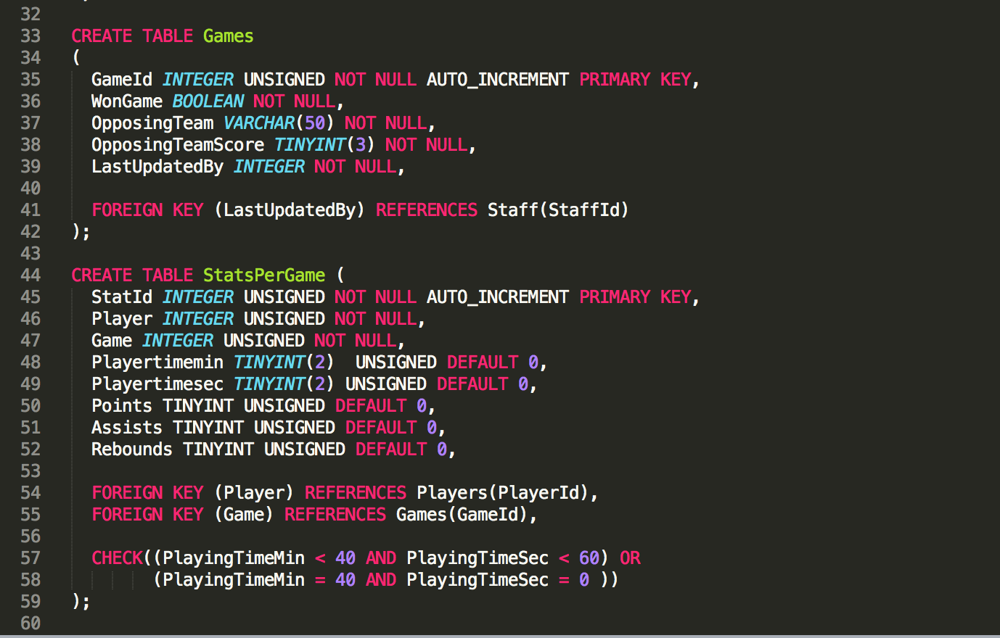 32
33 CREATE TABLE Games
34 (
35 GameId INTEGER UNSIGNED NOT NULL AUTO_INCREMENT PRIMARY KEY,
36 WonGame BOOLEAN NOT NULL,
37 OpposingTeam VARCHAR(50) NOT NULL,
38 OpposingTeamScore TINYINT(3) NOT NULL,
39 LastUpdatedBy INTEGER NOT NULL,
40
41 FOREIGN KEY (LastUpdatedBy) REFERENCES Staff(StaffId)
42 );
43
44 CREATE TABLE StatsPerGame (
45 StatId INTEGER UNSIGNED NOT NULL AUTO_INCREMENT PRIMARY KEY,
46 Player INTEGER UNSIGNED NOT NULL,
47 Game INTEGER UNSIGNED NOT NULL,
48 Playertimemin TINYINT(2)  UNSIGNED DEFAULT 0,
49 Playertimesec TINYINT(2) UNSIGNED DEFAULT 0,
50 Points TINYINT UNSIGNED DEFAULT 0,
51 Assists TINYINT UNSIGNED DEFAULT 0,
52 Rebounds TINYINT UNSIGNED DEFAULT 0,
53
54 FOREIGN KEY (Player) REFERENCES Players(PlayerId),
55 FOREIGN KEY (Game) REFERENCES Games(GameId),
56
57 CHECK((PlayingTimeMin < 40 AND PlayingTimeSec < 60) OR
58 (PlayingTimeMin = 40 AND PlayingTimeSec = 0 ))
59 );
60